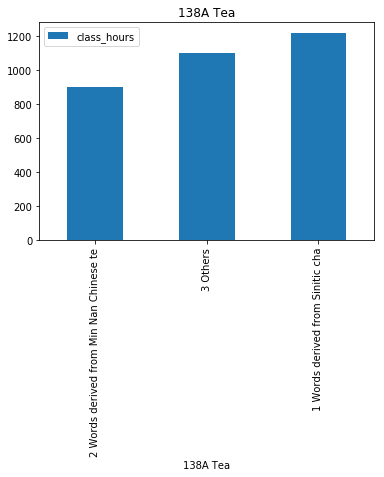 138A Tea
class_hours
1200
1000
800
600
400
200
0
2 Words derived from Min Nan Chinese te
3 Others
1 Words derived from Sinitic cha
138A Tea